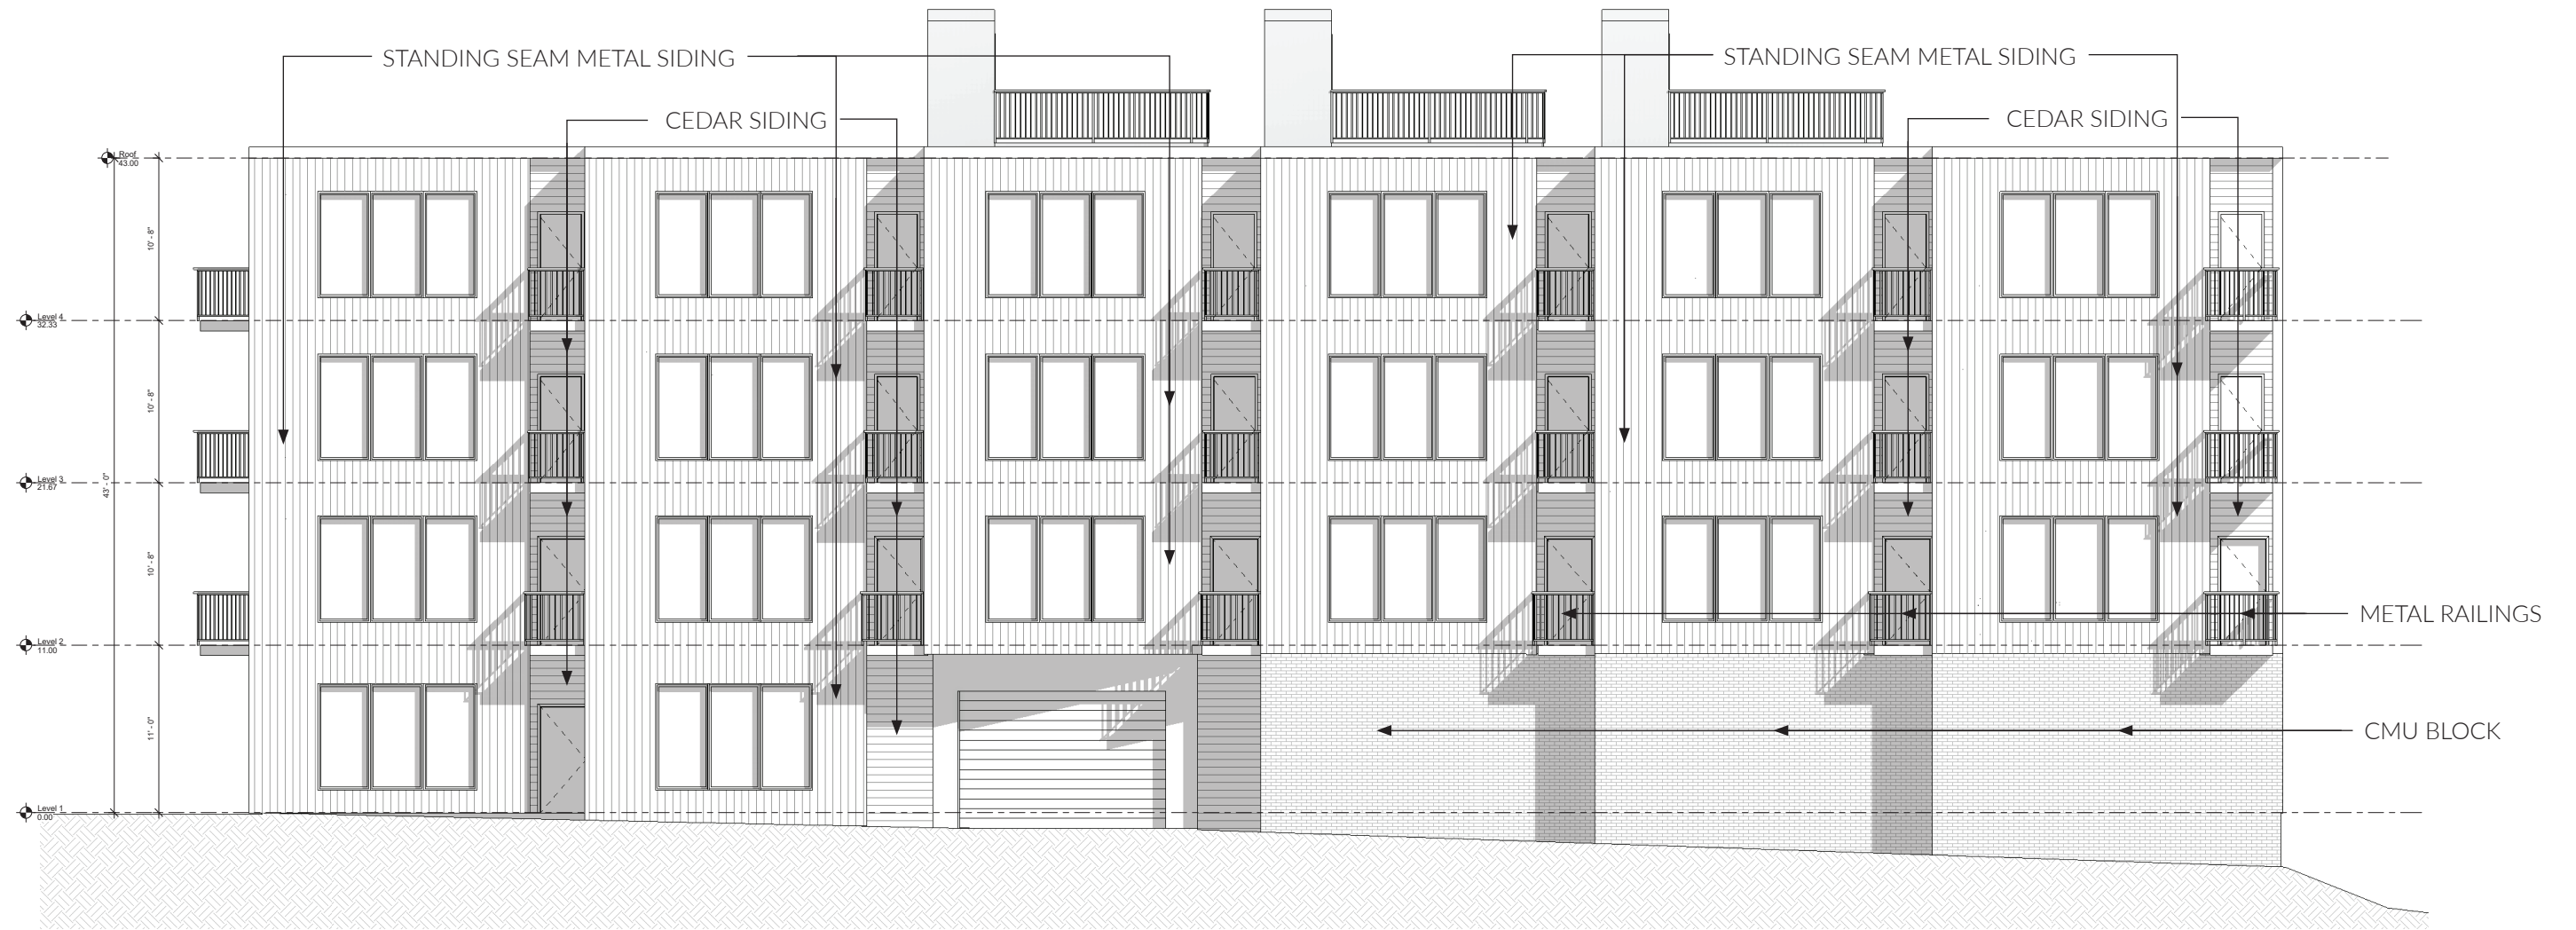 STANDING SEAM METAL SIDING
STANDING SEAM METAL SIDING
CEDAR SIDING
CEDAR SIDING
Roof
43.00
10' - 8"
Level 4
32.33
10' - 8"
Level 3
21.67
43' - 0"
10' - 8"
METAL RAILINGS
Level 2
11.00
11' - 0"
CMU BLOCK
Level 1
0.00